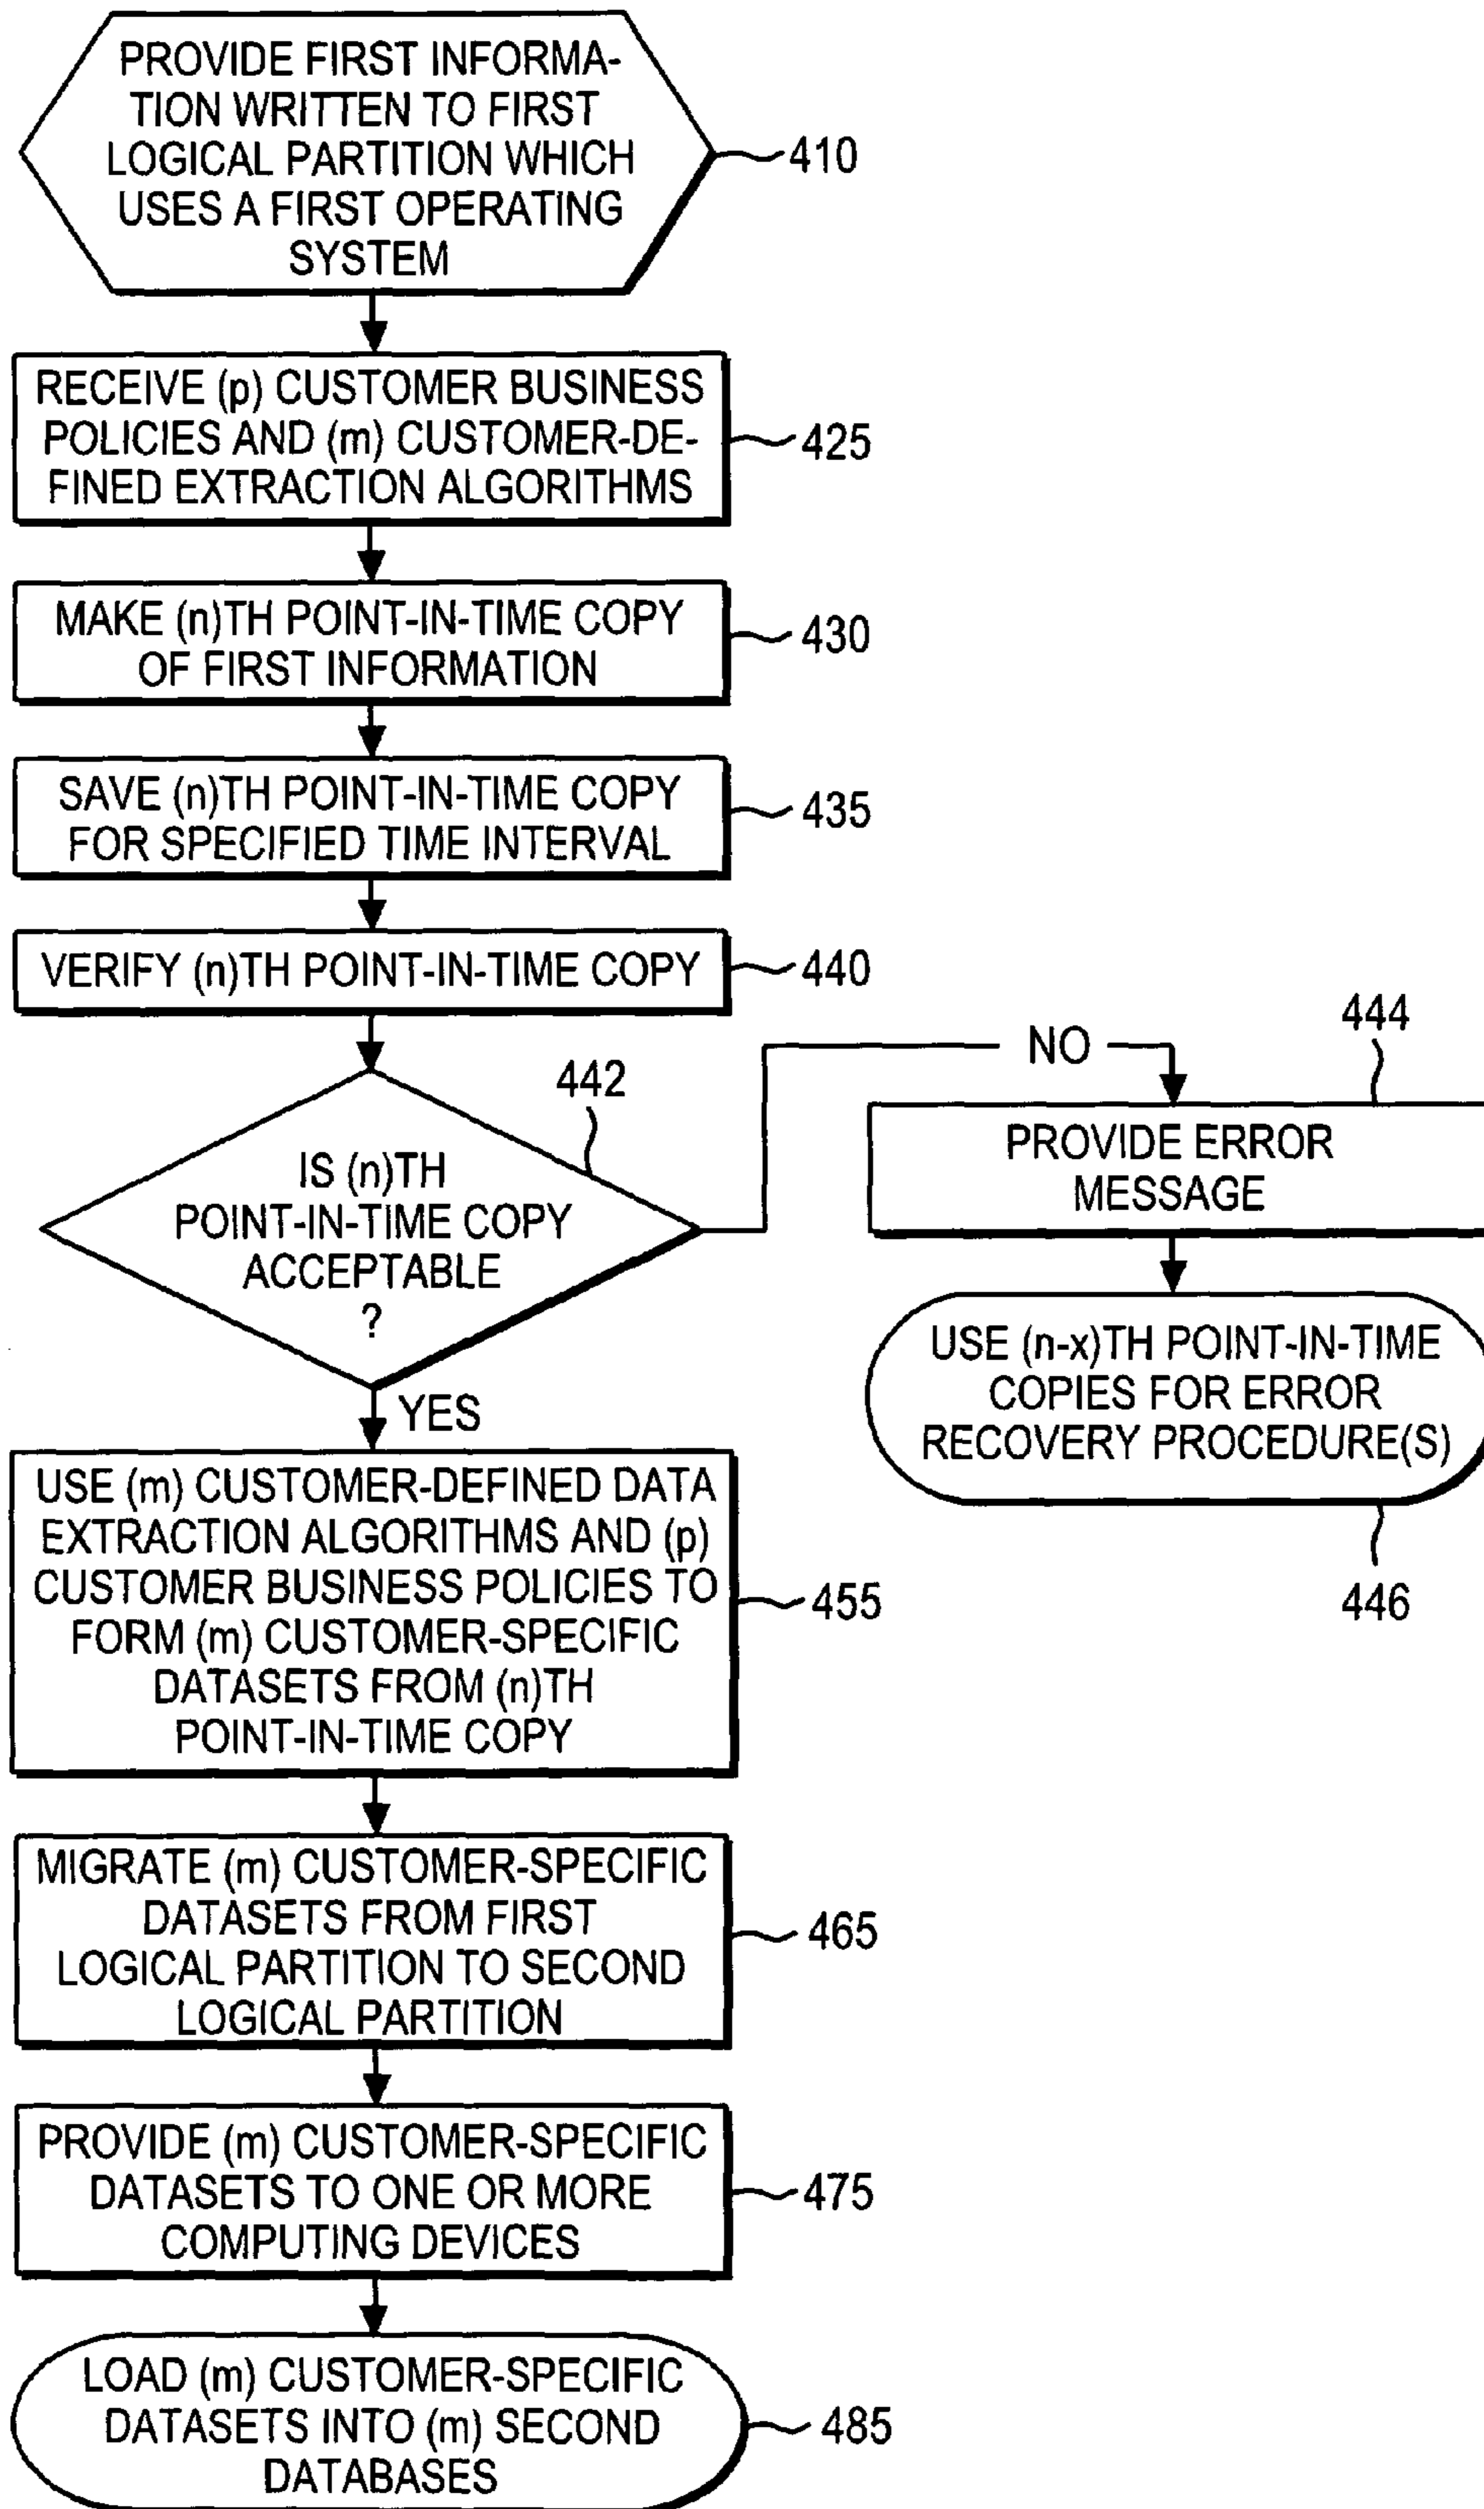 PROVIDE FIRST INFORMA-
TION WRITTEN TO FIRST
LOGICAL PARTITION WHICH
USES A FIRST OPERATING
SYSTEM
410
RECEIVE (p) CUSTOMER BUSINESS
POLICIES AND (m) CUSTOMER-DE-
FINED EXTRACTION ALGORITHMS
425
MAKE (n)TH POINT-IN-TIME COPY
OF FIRST INFORMATION
430
SAVE (n)TH POINT-IN-TIME COPY
FOR SPECIFIED TIME INTERVAL
435
VERIFY (n)TH POINT-IN-TIME COPY
440
442
IS (n)TH
POINT-IN-TIME COPY
ACCEPTABLE
?
NO
444
PROVIDE ERROR
MESSAGE
USE (n-x)TH POINT-IN-TIME
COPIES FOR ERROR
RECOVERY PROCEDURE(S)
446
YES
USE (m) CUSTOMER-DEFINED DATA
EXTRACTION ALGORITHMS AND (p)
CUSTOMER BUSINESS POLICIES TO
FORM (m) CUSTOMER-SPECIFIC
DATASETS FROM (n)TH
POINT-IN-TIME COPY
455
MIGRATE (m) CUSTOMER-SPECIFIC
DATASETS FROM FIRST
LOGICAL PARTITION TO SECOND
LOGICAL PARTITION
465
PROVIDE (m) CUSTOMER-SPECIFIC
DATASETS TO ONE OR MORE
COMPUTING DEVICES
475
LOAD (m) CUSTOMER-SPECIFIC
DATASETS INTO (m) SECOND
DATABASES
485